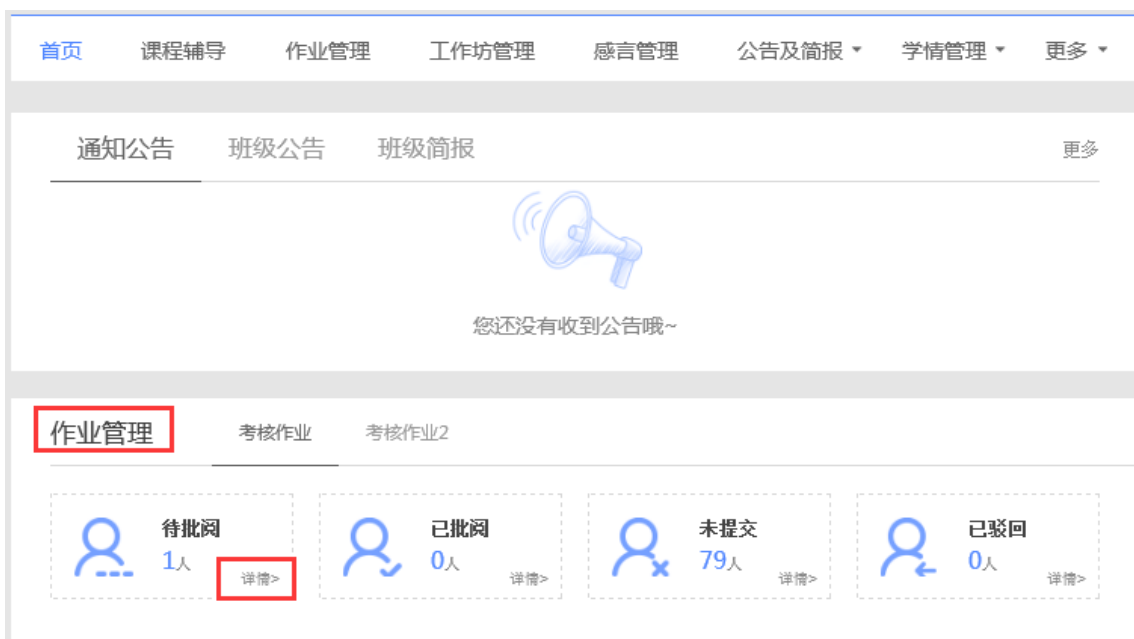 首页 课程辅导 作业管理 工作坊管理 感言管理 公告及简报 学情管理 更多
通知公告 班级公告 班级简报 更多
您还没有收到公告哦~
作业管理 考核作业 考核作业2
待批阅 已批阅 未提交 已驳回
1人 0人 79人 0人
详情> 详情> 详情> 详情>